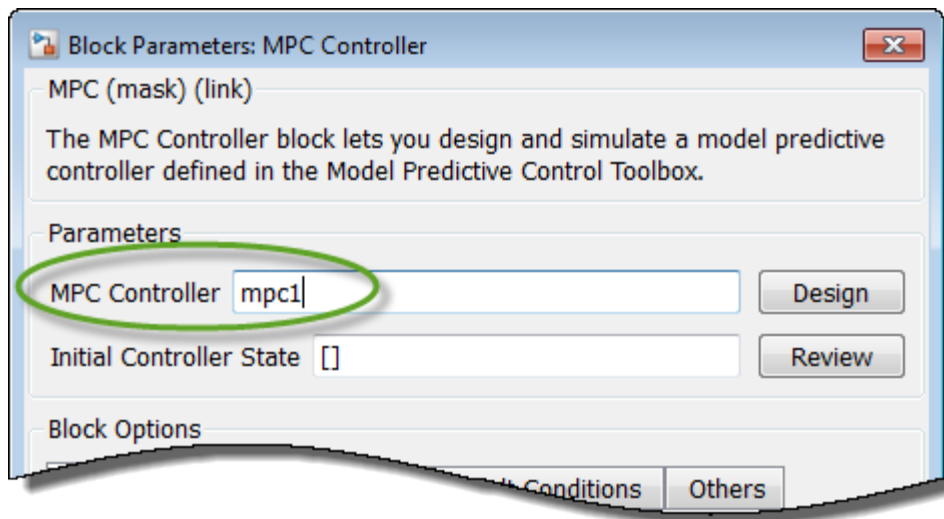 Block Parameters: MPC Controller
MPC (mask) (link)
The MPC Controller block lets you design and simulate a model predictive
controller defined in the Model Predictive Control Toolbox.
Parameters
MPC Controller mpc1 Design
Initial Controller State [] Review
Block Options
Conditions Others